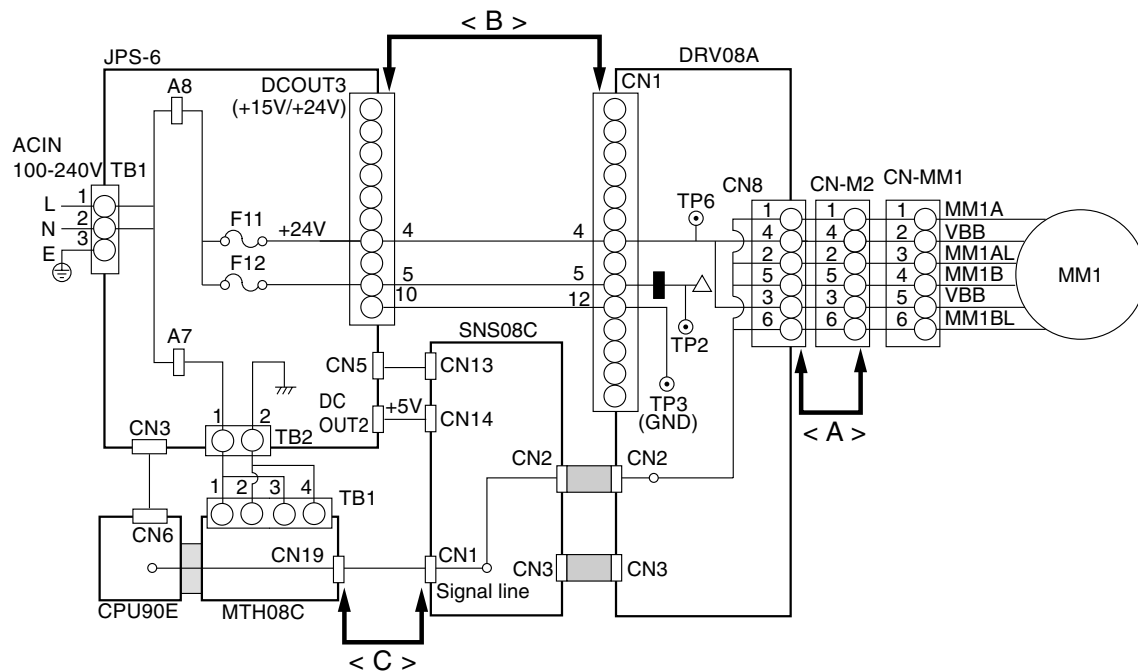 < B >
JPS-6
DRV08A
A8
DCOUT3
(+15V/+24V)
CN1
ACIN
100-240V
TB1
L
N
E
1
2
3
F11
+24V
F12
4
5
10
4
5
12
TP6
TP2
TP3
(GND)
CN8
CN-M2
CN-MM1
1
4
2
5
3
6
1
4
2
5
3
6
1
2
3
4
5
6
MM1A
VBB
MM1AL
MM1B
VBB
MM1BL
MM1
< A >
A7
SNS08C
CN5
CN13
DC
OUT2
+5V
CN14
1
2
TB2
CN3
1
2
3
4
TB1
CN6
CN19
CN1
Signal line
CN2
CN2
CN3
CN3
CPU90E
MTH08C
< C >